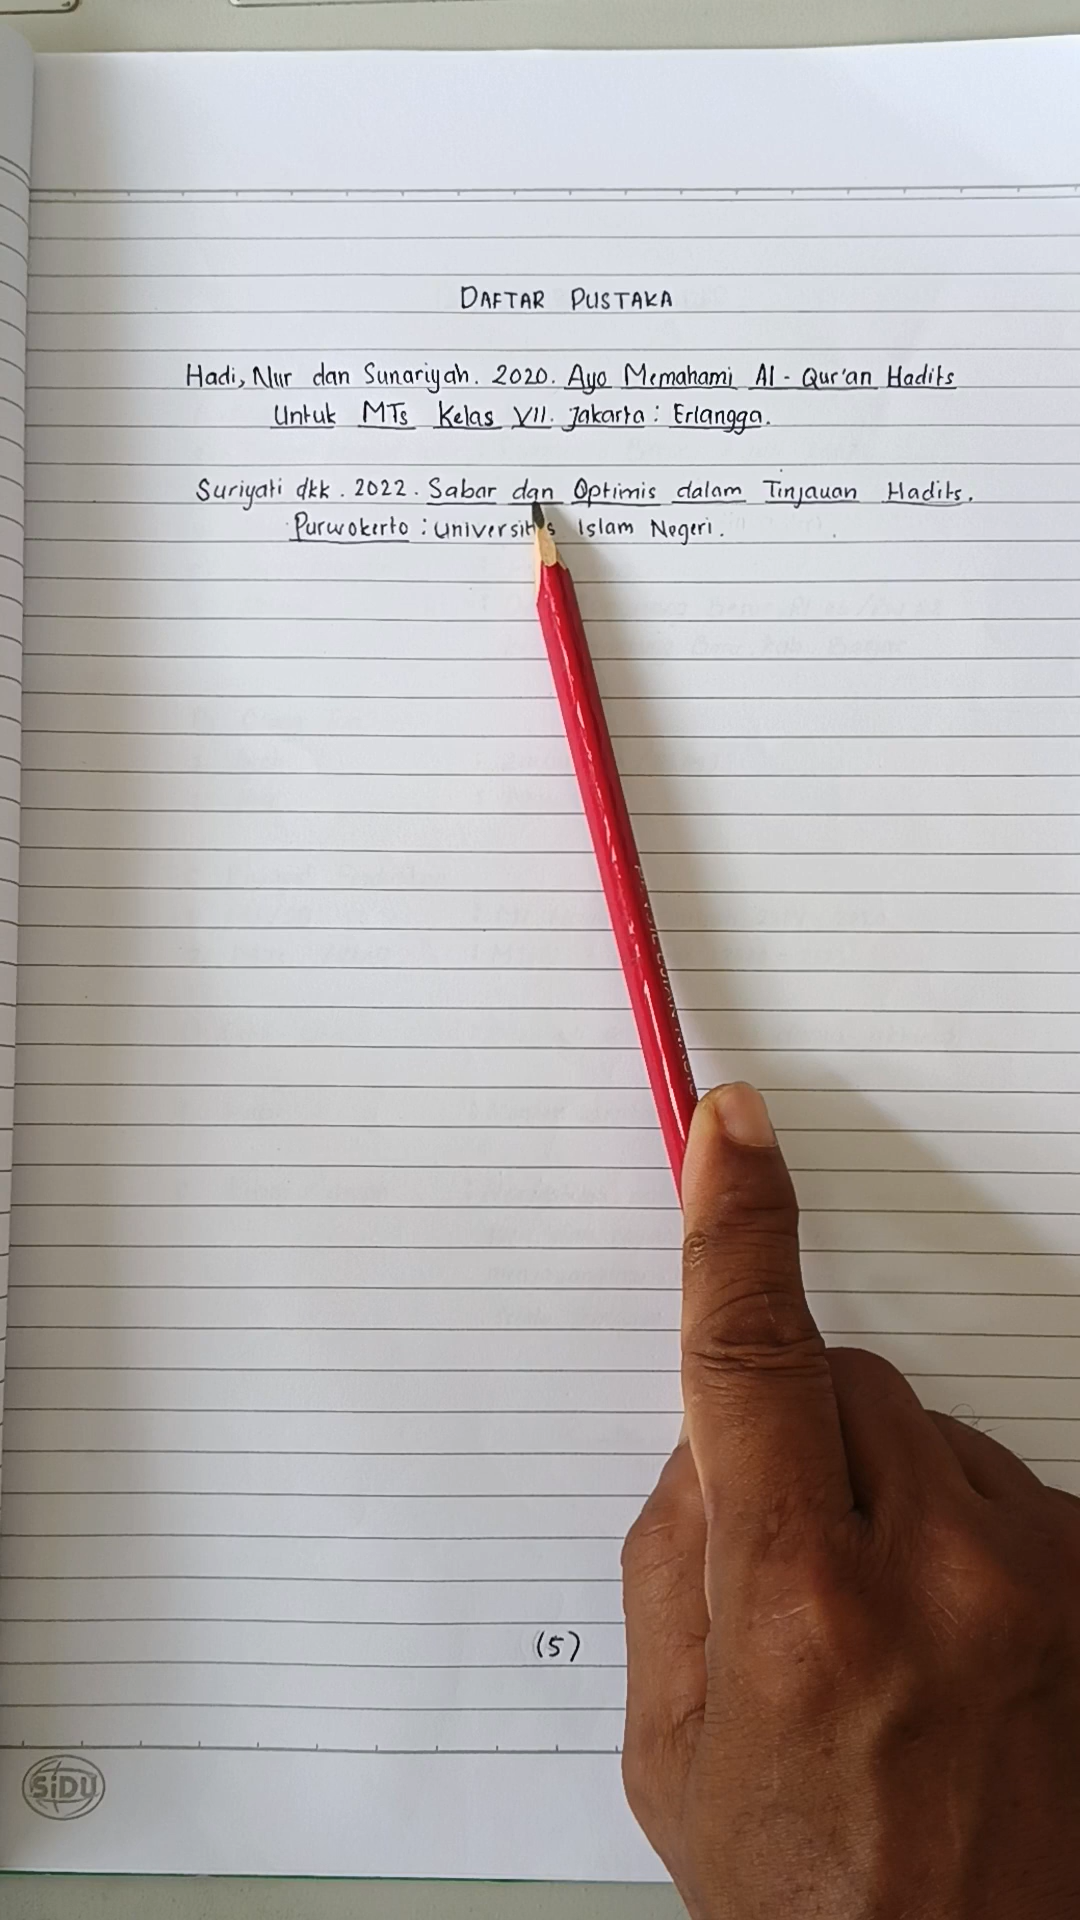 DAFTAR PUSTAKA
Hadi, Nur dan Sunariyah. 2020. Ayo Memahami Al - Qur'an Hadits
Untuk MTs Kelas VII. Jakarta : Erlangga.
Suriyati dkk. 2022. Sabar dan Optimis dalam Tinjauan Hadits.
Purwokerto : Universitas Islam Negeri.
(5)
SiDU